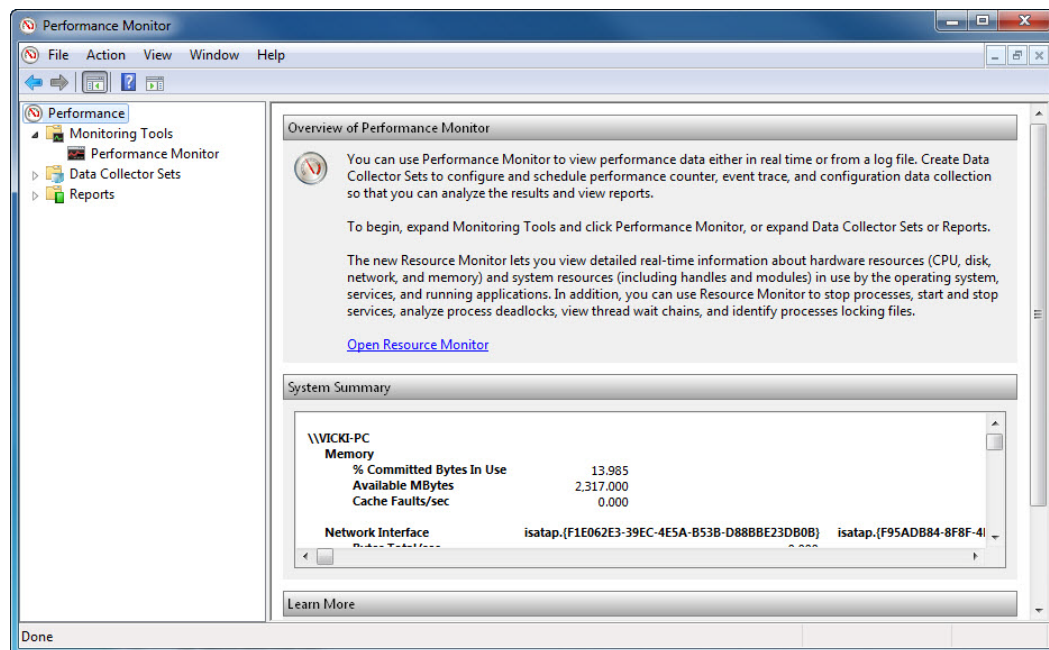 Performance Monitor
File Action View Window Help
Performance
Monitoring Tools
Performance Monitor
Data Collector Sets
Reports
Overview of Performance Monitor
You can use Performance Monitor to view performance data either in real time or from a log file. Create Data
Collector Sets to configure and schedule performance counter, event trace, and configuration data collection
so that you can analyze the results and view reports.
To begin, expand Monitoring Tools and click Performance Monitor, or expand Data Collector Sets or Reports.
The new Resource Monitor lets you view detailed real-time information about hardware resources (CPU, disk,
network, and memory) and system resources (including handles and modules) in use by the operating system,
services, and running applications. In addition, you can use Resource Monitor to stop processes, start and stop
services, analyze process deadlocks, view thread wait chains, and identify processes locking files.
Open Resource Monitor
System Summary
\\VICKI-PC
Memory
% Committed Bytes In Use 13.985
Available MBytes 2,317.000
Cache Faults/sec 0.000
Network Interface isatap.{F1E062E3-39EC-4E5A-B53B-D88BBE23DB0B} isatap.{F95ADB84-8F8F-4
Learn More
Done